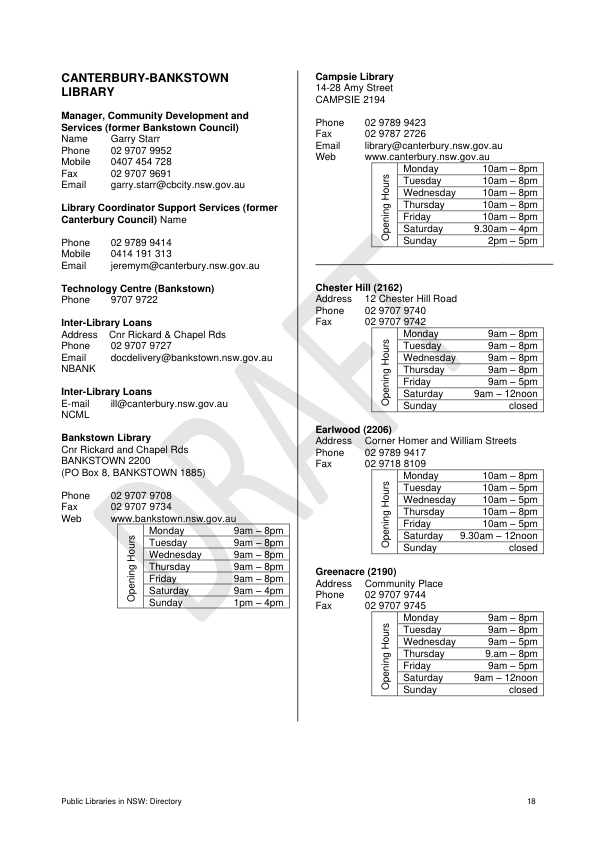 CANTERBURY-BANKSTOWN
LIBRARY
Manager, Community Development and
Services (former Bankstown Council)
Name Garry Starr
Phone 02 9707 9952
Mobile 0407 454 728
Fax 02 9707 9691
Email garry.starr@cbcity.nsw.gov.au
Library Coordinator Support Services (former
Canterbury Council) Name
Phone 02 9789 9414
Mobile 0414 191 313
Email jeremym@canterbury.nsw.gov.au
Technology Centre (Bankstown)
Phone 9707 9722
Inter-Library Loans
Address Cnr Rickard & Chapel Rds
Phone 02 9707 9727
Email docdelivery@bankstown.nsw.gov.au
NBANK
Inter-Library Loans
E-mail ill@canterbury.nsw.gov.au
NCML
Bankstown Library
Cnr Rickard and Chapel Rds
BANKSTOWN 2200
(PO Box 8, BANKSTOWN 1885)
Phone 02 9707 9708
Fax 02 9707 9734
Web www.bankstown.nsw.gov.au
Opening Hours
Monday 9am – 8pm
Tuesday 9am – 8pm
Wednesday 9am – 8pm
Thursday 9am – 8pm
Friday 9am – 8pm
Saturday 9am – 4pm
Sunday 1pm – 4pm
Campsie Library
14-28 Amy Street
CAMPSIE 2194
Phone 02 9789 9423
Fax 02 9787 2726
Email library@canterbury.nsw.gov.au
Web www.canterbury.nsw.gov.au
Opening Hours
Monday 10am – 8pm
Tuesday 10am – 8pm
Wednesday 10am – 8pm
Thursday 10am – 8pm
Friday 10am – 8pm
Saturday 9.30am – 4pm
Sunday 2pm – 5pm
Chester Hill (2162)
Address 12 Chester Hill Road
Phone 02 9707 9740
Fax 02 9707 9742
Opening Hours
Monday 9am – 8pm
Tuesday 9am – 8pm
Wednesday 9am – 8pm
Thursday 9am – 8pm
Friday 9am – 5pm
Saturday 9am – 12noon
Sunday closed
Earlwood (2206)
Address Corner Homer and William Streets
Phone 02 9789 9417
Fax 02 9718 8109
Opening Hours
Monday 10am – 8pm
Tuesday 10am – 5pm
Wednesday 10am – 5pm
Thursday 10am – 8pm
Friday 10am – 5pm
Saturday 9.30am – 12noon
Sunday closed
Greenacre (2190)
Address Community Place
Phone 02 9707 9744
Fax 02 9707 9745
Opening Hours
Monday 9am – 8pm
Tuesday 9am – 8pm
Wednesday 9am – 5pm
Thursday 9.am – 8pm
Friday 9am – 5pm
Saturday 9am – 12noon
Sunday closed
DRAFT
Public Libraries in NSW: Directory 18